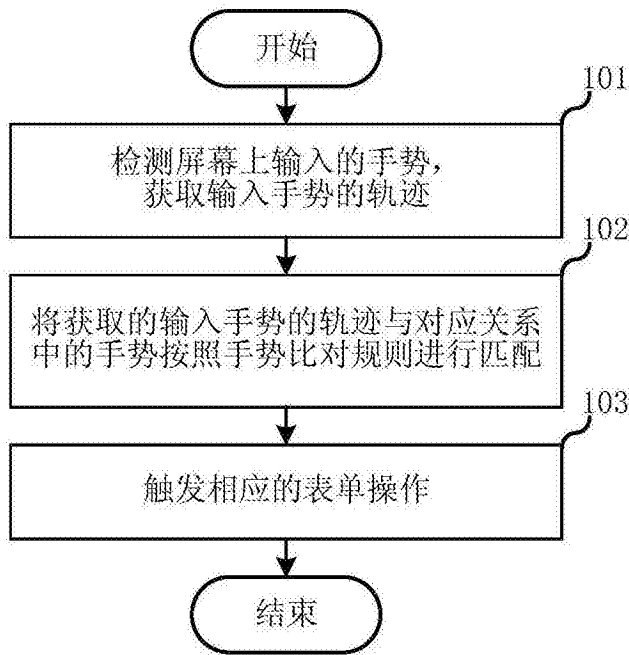 开始
101
检测屏幕上输入的手势,
获取输入手势的轨迹
102
将获取的输入手势的轨迹与对应关系
中的手势按照手势比对规则进行匹配
103
触发相应的表单操作
结束